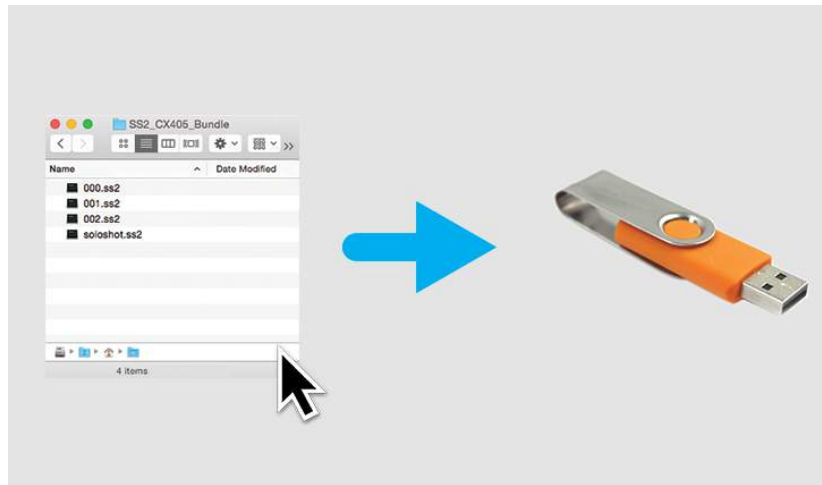 SS2_CX405_Bundle
Name Date Modified
000.ss2
001.ss2
002.ss2
soloshot.ss2
4 items